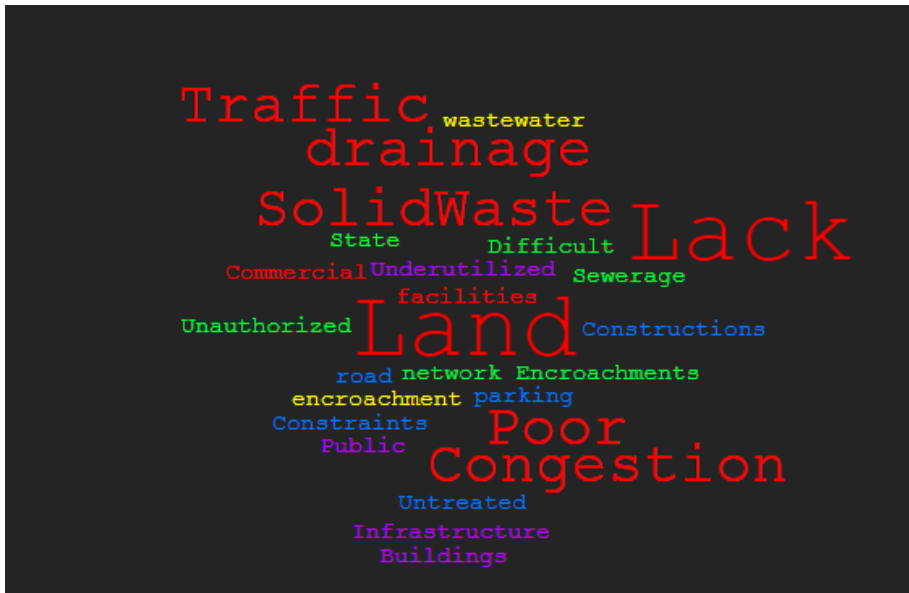 Traffic
wastewater
drainage
SolidWaste
Lack
State
Difficult
Commercial
Underutilized
Sewerage
facilities
Unauthorized
Land
Constructions
road
network
Encroachments
encroachment
parking
Constraints
Poor
Public
Congestion
Untreated
Infrastructure
Buildings